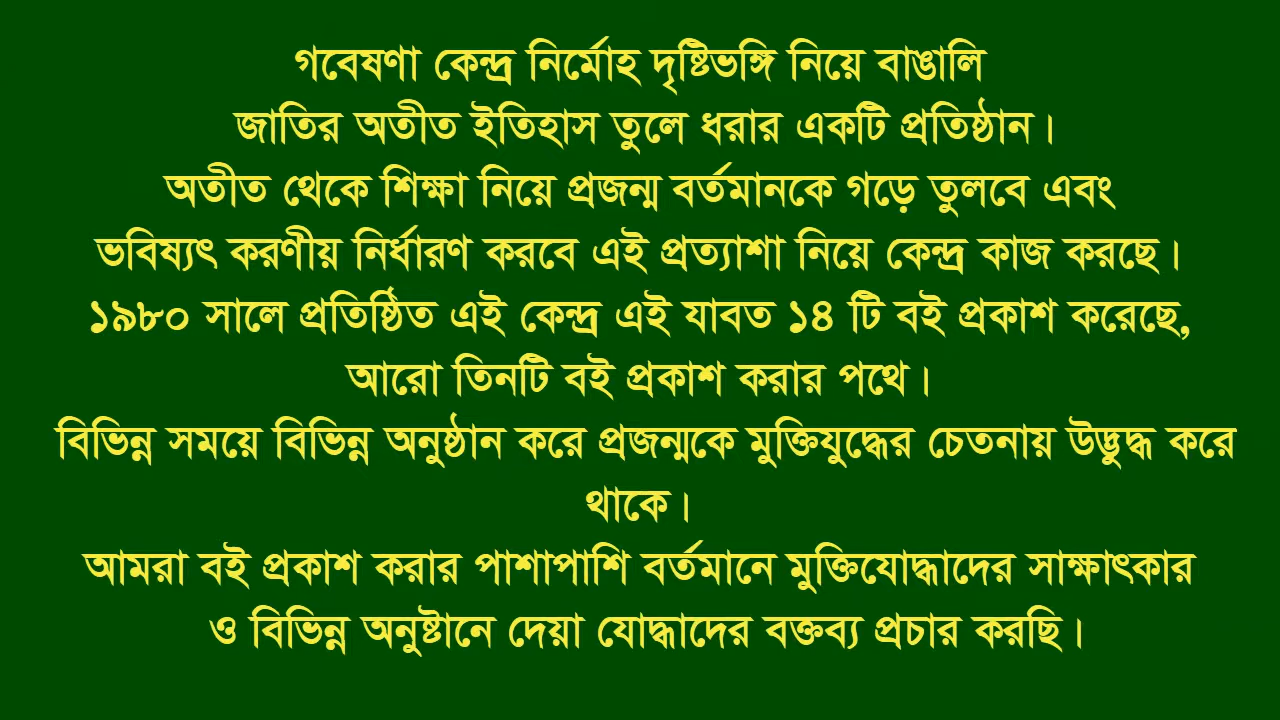 গবেষণা কেন্দ্র নির্মোহ দৃষ্টিভঙ্গি নিয়ে বাঙালি
জাতির অতীত ইতিহাস তুলে ধরার একটি প্রতিষ্ঠান।
অতীত থেকে শিক্ষা নিয়ে প্রজন্ম বর্তমানকে গড়ে তুলবে এবং
ভবিষ্যৎ করণীয় নির্ধারণ করবে এই প্রত্যাশা নিয়ে কেন্দ্র কাজ করছে।
১৯৮০ সালে প্রতিষ্ঠিত এই কেন্দ্র এই যাবত ১৪ টি বই প্রকাশ করেছে,
আরো তিনটি বই প্রকাশ করার পথে।
বিভিন্ন সময়ে বিভিন্ন অনুষ্ঠান করে প্রজন্মকে মুক্তিযুদ্ধের চেতনায় উদ্ভুদ্ধ করে
থাকে।
আমরা বই প্রকাশ করার পাশাপাশি বর্তমানে মুক্তিযোদ্ধাদের সাক্ষাৎকার
ও বিভিন্ন অনুষ্টানে দেয়া যোদ্ধাদের বক্তব্য প্রচার করছি।